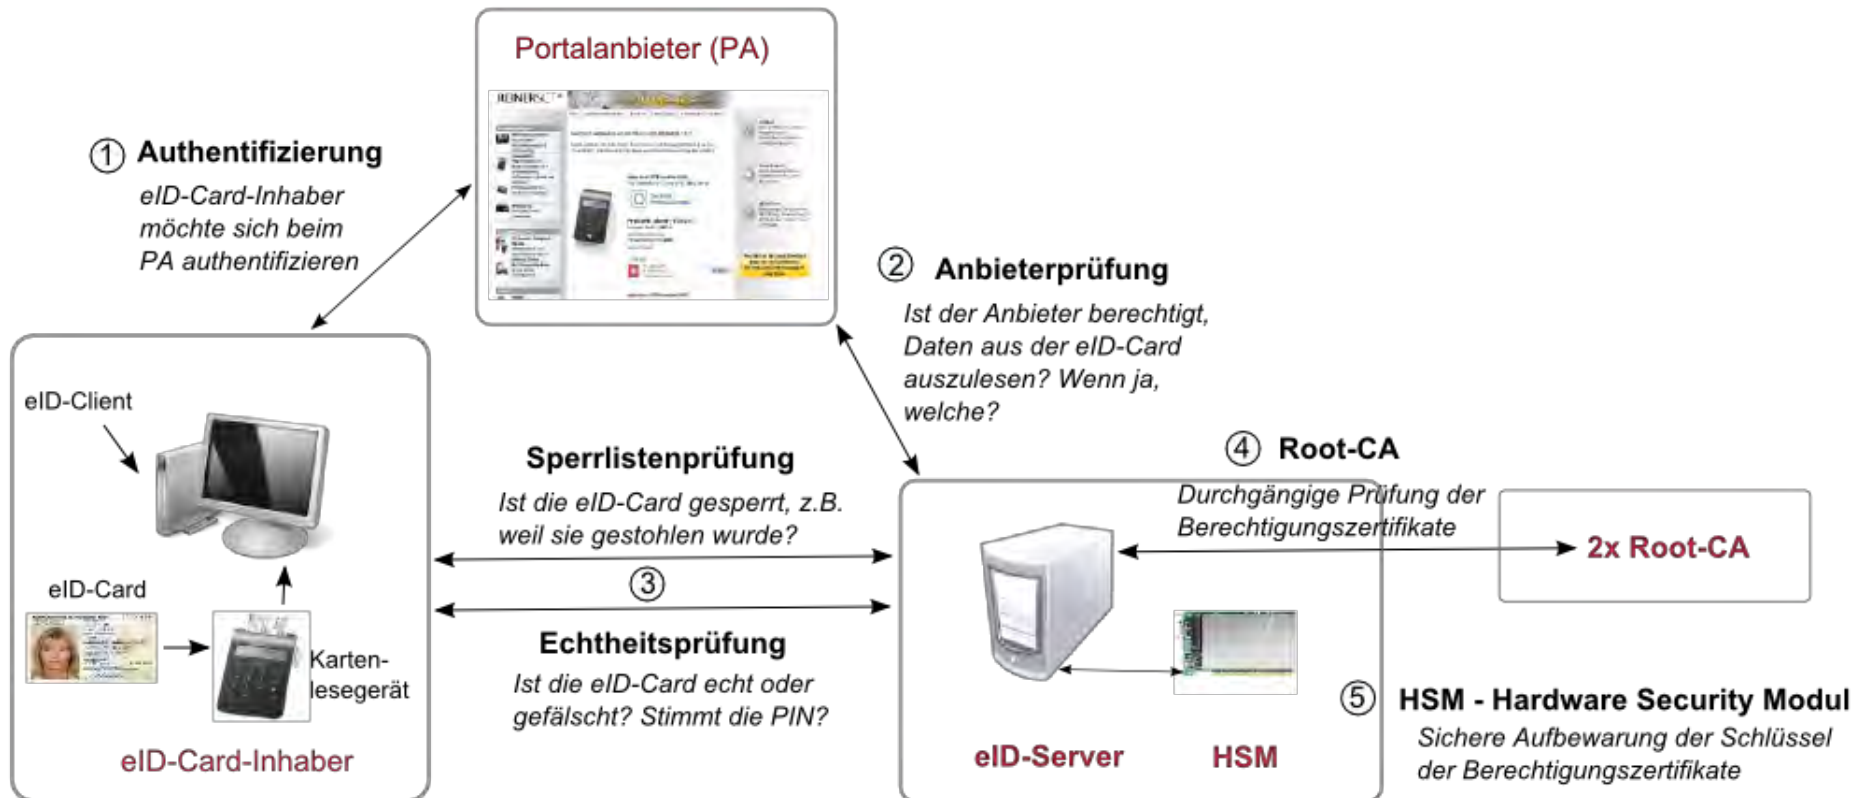 Portalanbieter (PA)
① Authentifizierung
eID-Card-Inhaber
möchte sich beim
PA authentifizieren
② Anbieterprüfung
Ist der Anbieter berechtigt,
Daten aus der eID-Card
auszulesen? Wenn ja,
welche?
eID-Client
eID-Card
Karten-
lesegerät
eID-Card-Inhaber
Sperrlistenprüfung
Ist die eID-Card gesperrt, z.B.
weil sie gestohlen wurde?
③
Echtheitsprüfung
Ist die eID-Card echt oder
gefälscht? Stimmt die PIN?
④ Root-CA
Durchgängige Prüfung der
Berechtigungszertifikate
2x Root-CA
eID-Server
HSM
⑤ HSM - Hardware Security Modul
Sichere Aufbewarung der Schlüssel
der Berechtigungszertifikate